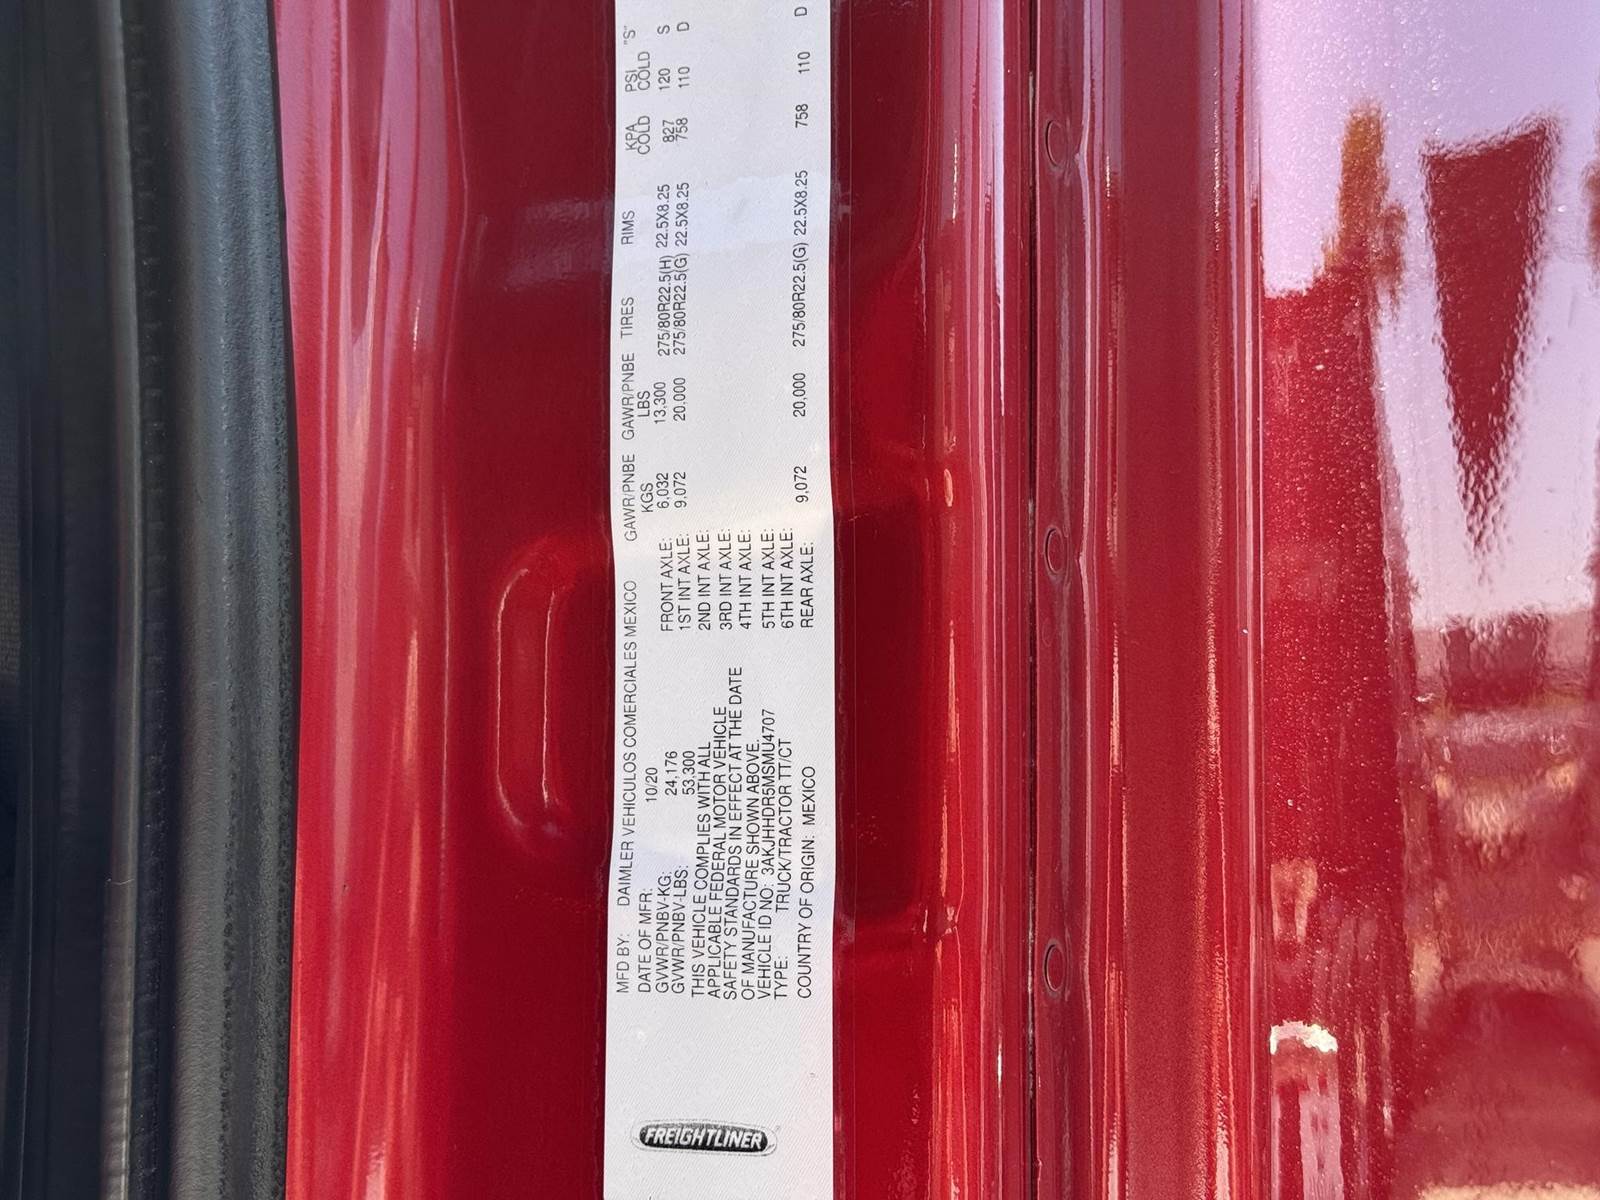 FREIGHTLINER
MFD BY: DAIMLER VEHICULOS COMERCIALES MEXICO
DATE OF MFR: 10/20
GVWR/PNBV-KG: 24,176
GVWR/PNBV-LBS: 53,300
THIS VEHICLE COMPLIES WITH ALL
APPLICABLE FEDERAL MOTOR VEHICLE
SAFETY STANDARDS IN EFFECT AT THE DATE
OF MANUFACTURE SHOWN ABOVE.
VEHICLE ID NO: 3AKJHHDR5MSMU4707
TYPE: TRUCK/TRACTOR TT/CT
COUNTRY OF ORIGIN: MEXICO
GAWR/PNBE GAWR/PNBE TIRES RIMS KPA PSI "S"
KGS LBS COLD COLD
FRONT AXLE: 6,032 13,300 275/80R22.5(H) 22.5X8.25 827 120 S
1ST INT AXLE: 9,072 20,000 275/80R22.5(G) 22.5X8.25 758 110 D
2ND INT AXLE:
3RD INT AXLE:
4TH INT AXLE:
5TH INT AXLE:
6TH INT AXLE:
REAR AXLE: 9,072 20,000 275/80R22.5(G) 22.5X8.25 758 110 D